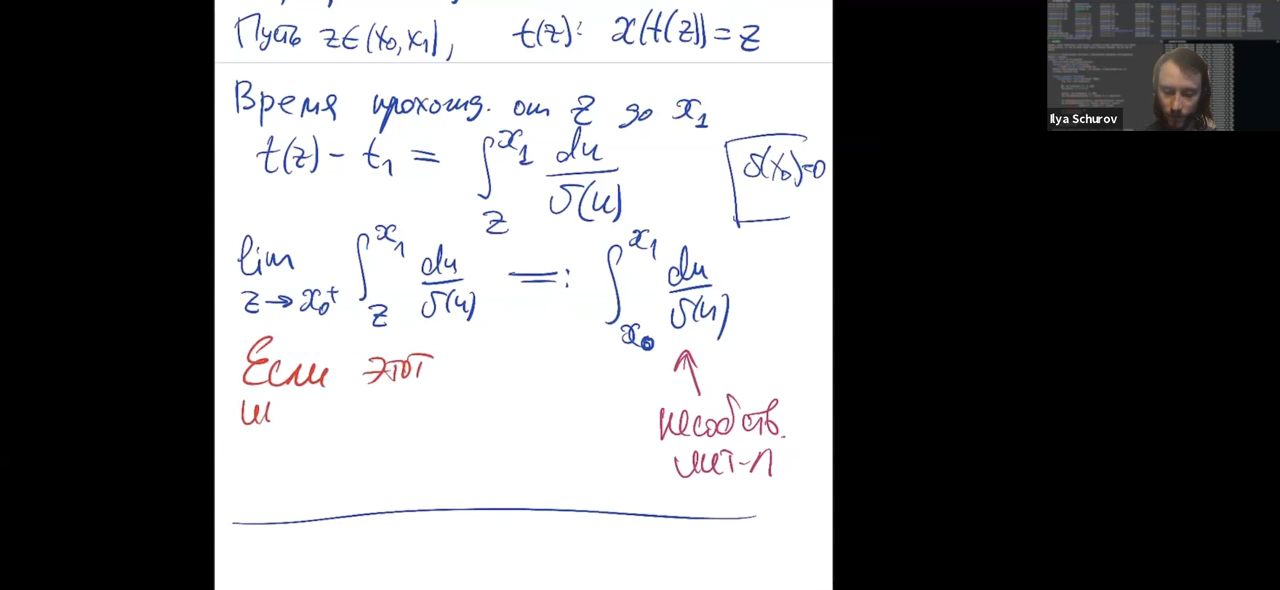 Пусть z∈(x₀,x₁), t(z): x(t(z))=z
Время прохожд. от z до x₁
t(z) - t₁ = ∫_z^{x₁} du/v(u)
v(x₀)=0
lim_{z→x₀⁺} ∫_z^{x₁} du/v(u) =: ∫_{x₀}^{x₁} du/v(u)
Если этот
и
несобств.
инт-л
Ilya Schurov